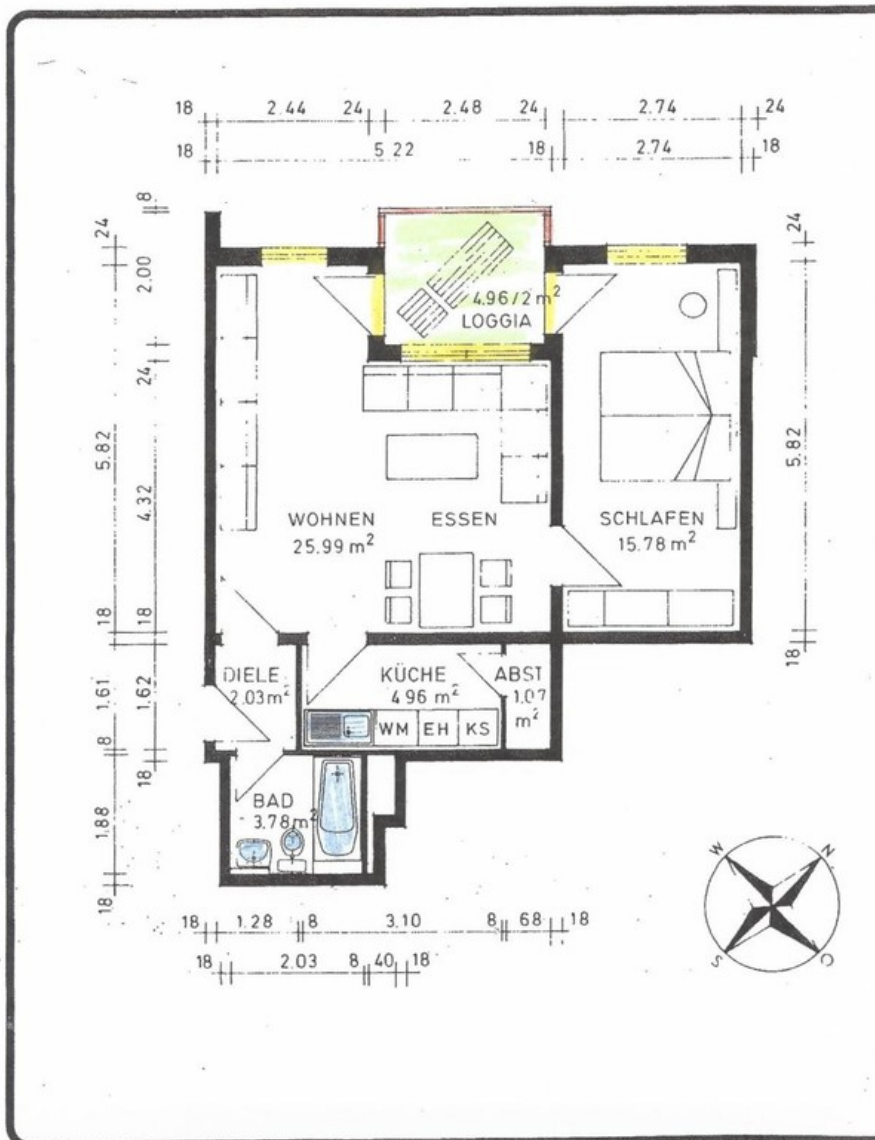 18 2.44 24 2.48 24 2.74 24
18 5.22 18 2.74 18
24 2.00 5.82 18 1.61 8 1.88 18
8 24 4.32 18 1.62 18
24 5.82 18
4.96/2 m²
LOGGIA
WOHNEN ESSEN
25.99 m²
SCHLAFEN
15.78 m²
DIELE
2.03 m²
KÜCHE
4.96 m²
ABST
1.07
m²
WM EH KS
BAD
3.78 m²
18 1.28 8 3.10 8 68 18
18 2.03 8 40 18
W N
S O